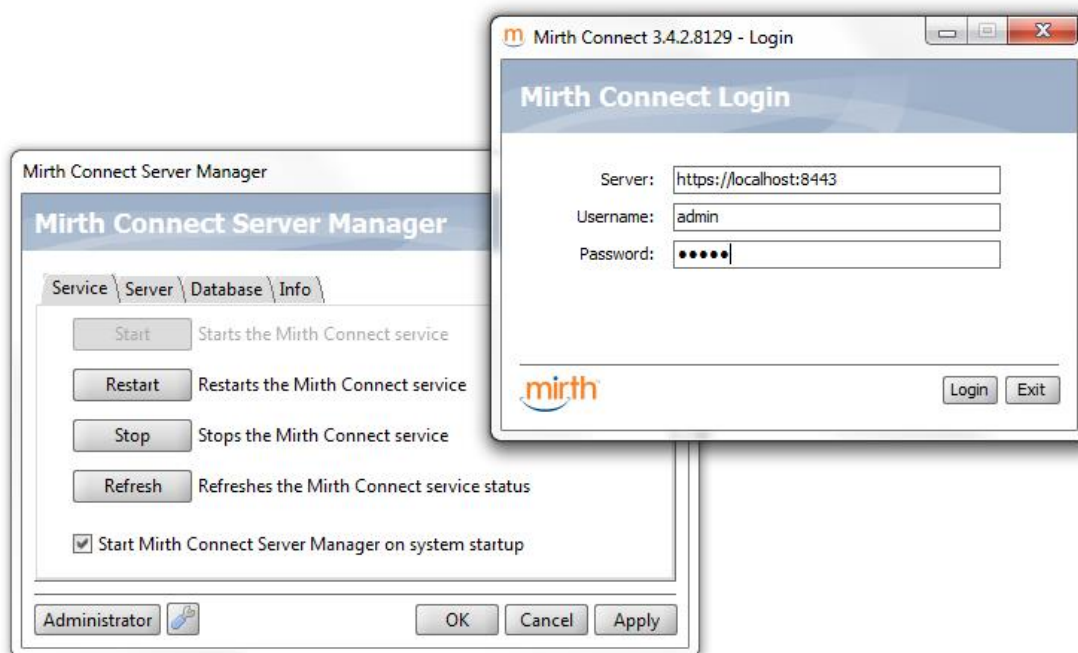 Mirth Connect 3.4.2.8129 - Login
Mirth Connect Login
Server: https://localhost:8443
Username: admin
Password: •••••
mirth
Login Exit
Mirth Connect Server Manager
Mirth Connect Server Manager
Service Server Database Info
Start Starts the Mirth Connect service
Restart Restarts the Mirth Connect service
Stop Stops the Mirth Connect service
Refresh Refreshes the Mirth Connect service status
Start Mirth Connect Server Manager on system startup
Administrator OK Cancel Apply